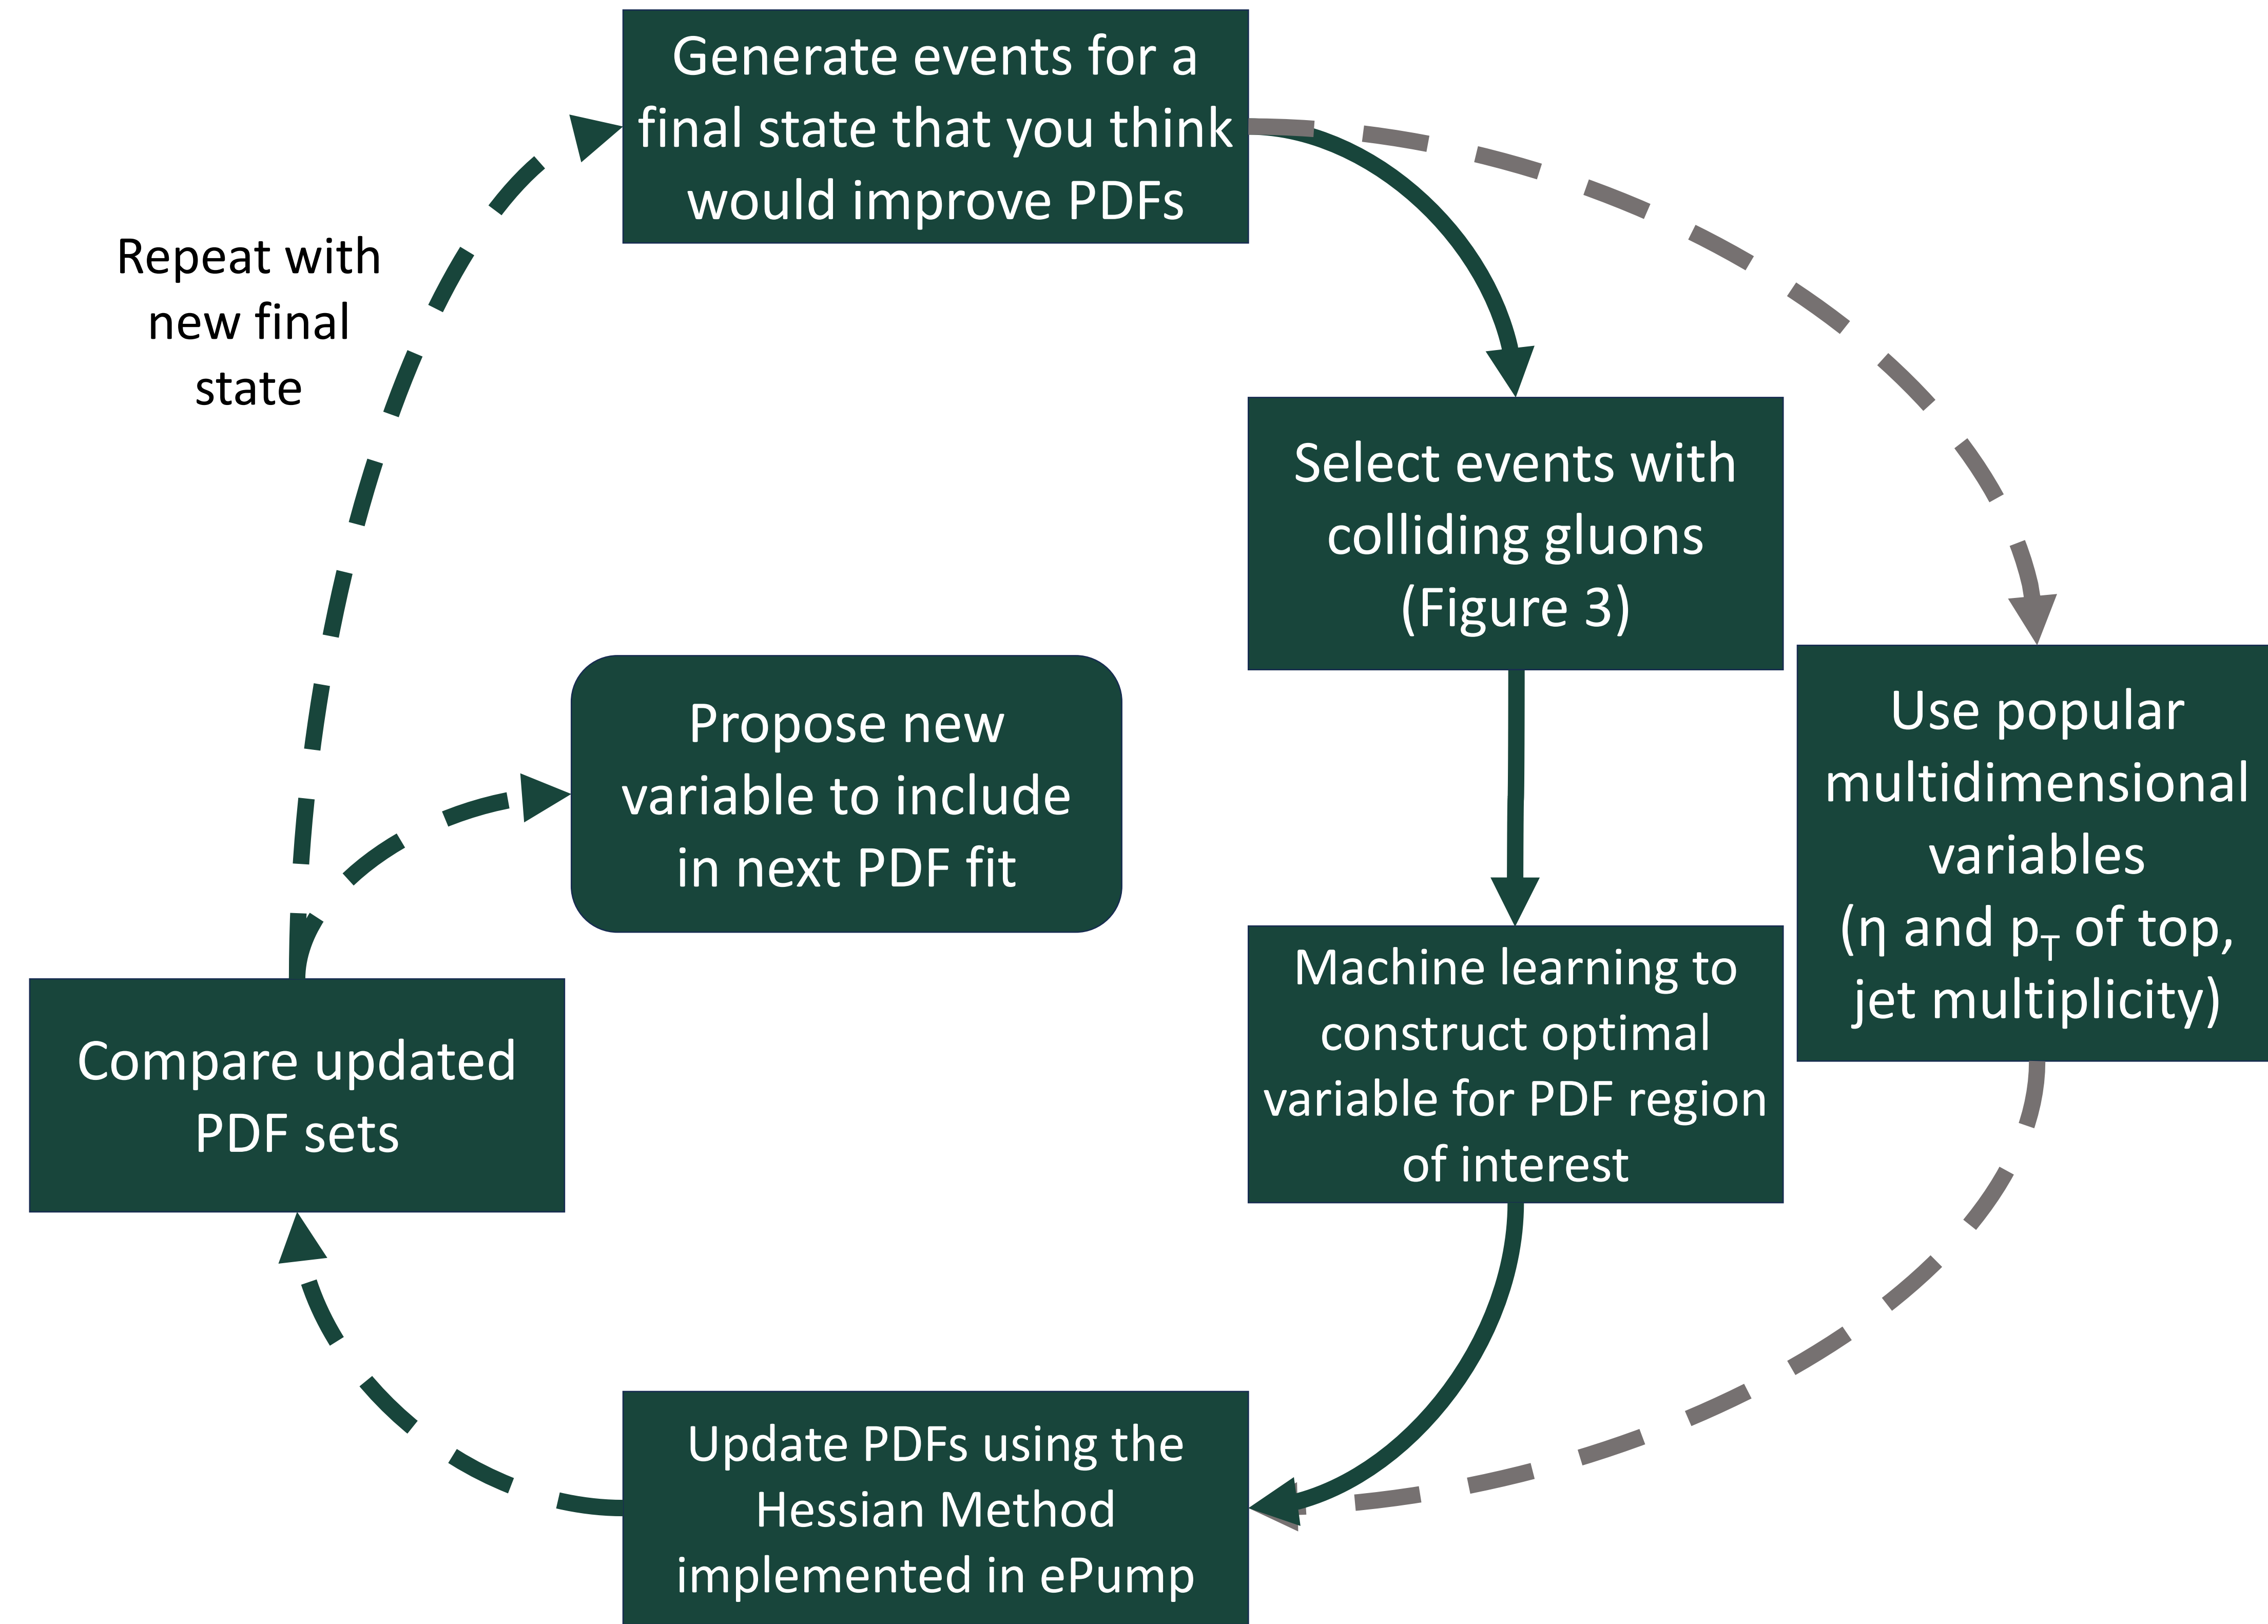 Generate events for a
final state that you think
would improve PDFs
Repeat with
new final
state
Select events with
colliding gluons
(Figure 3)
Use popular
multidimensional
variables
(η and pT of top,
jet multiplicity)
Propose new
variable to include
in next PDF fit
Machine learning to
construct optimal
variable for PDF region
of interest
Compare updated
PDF sets
Update PDFs using the
Hessian Method
implemented in ePump